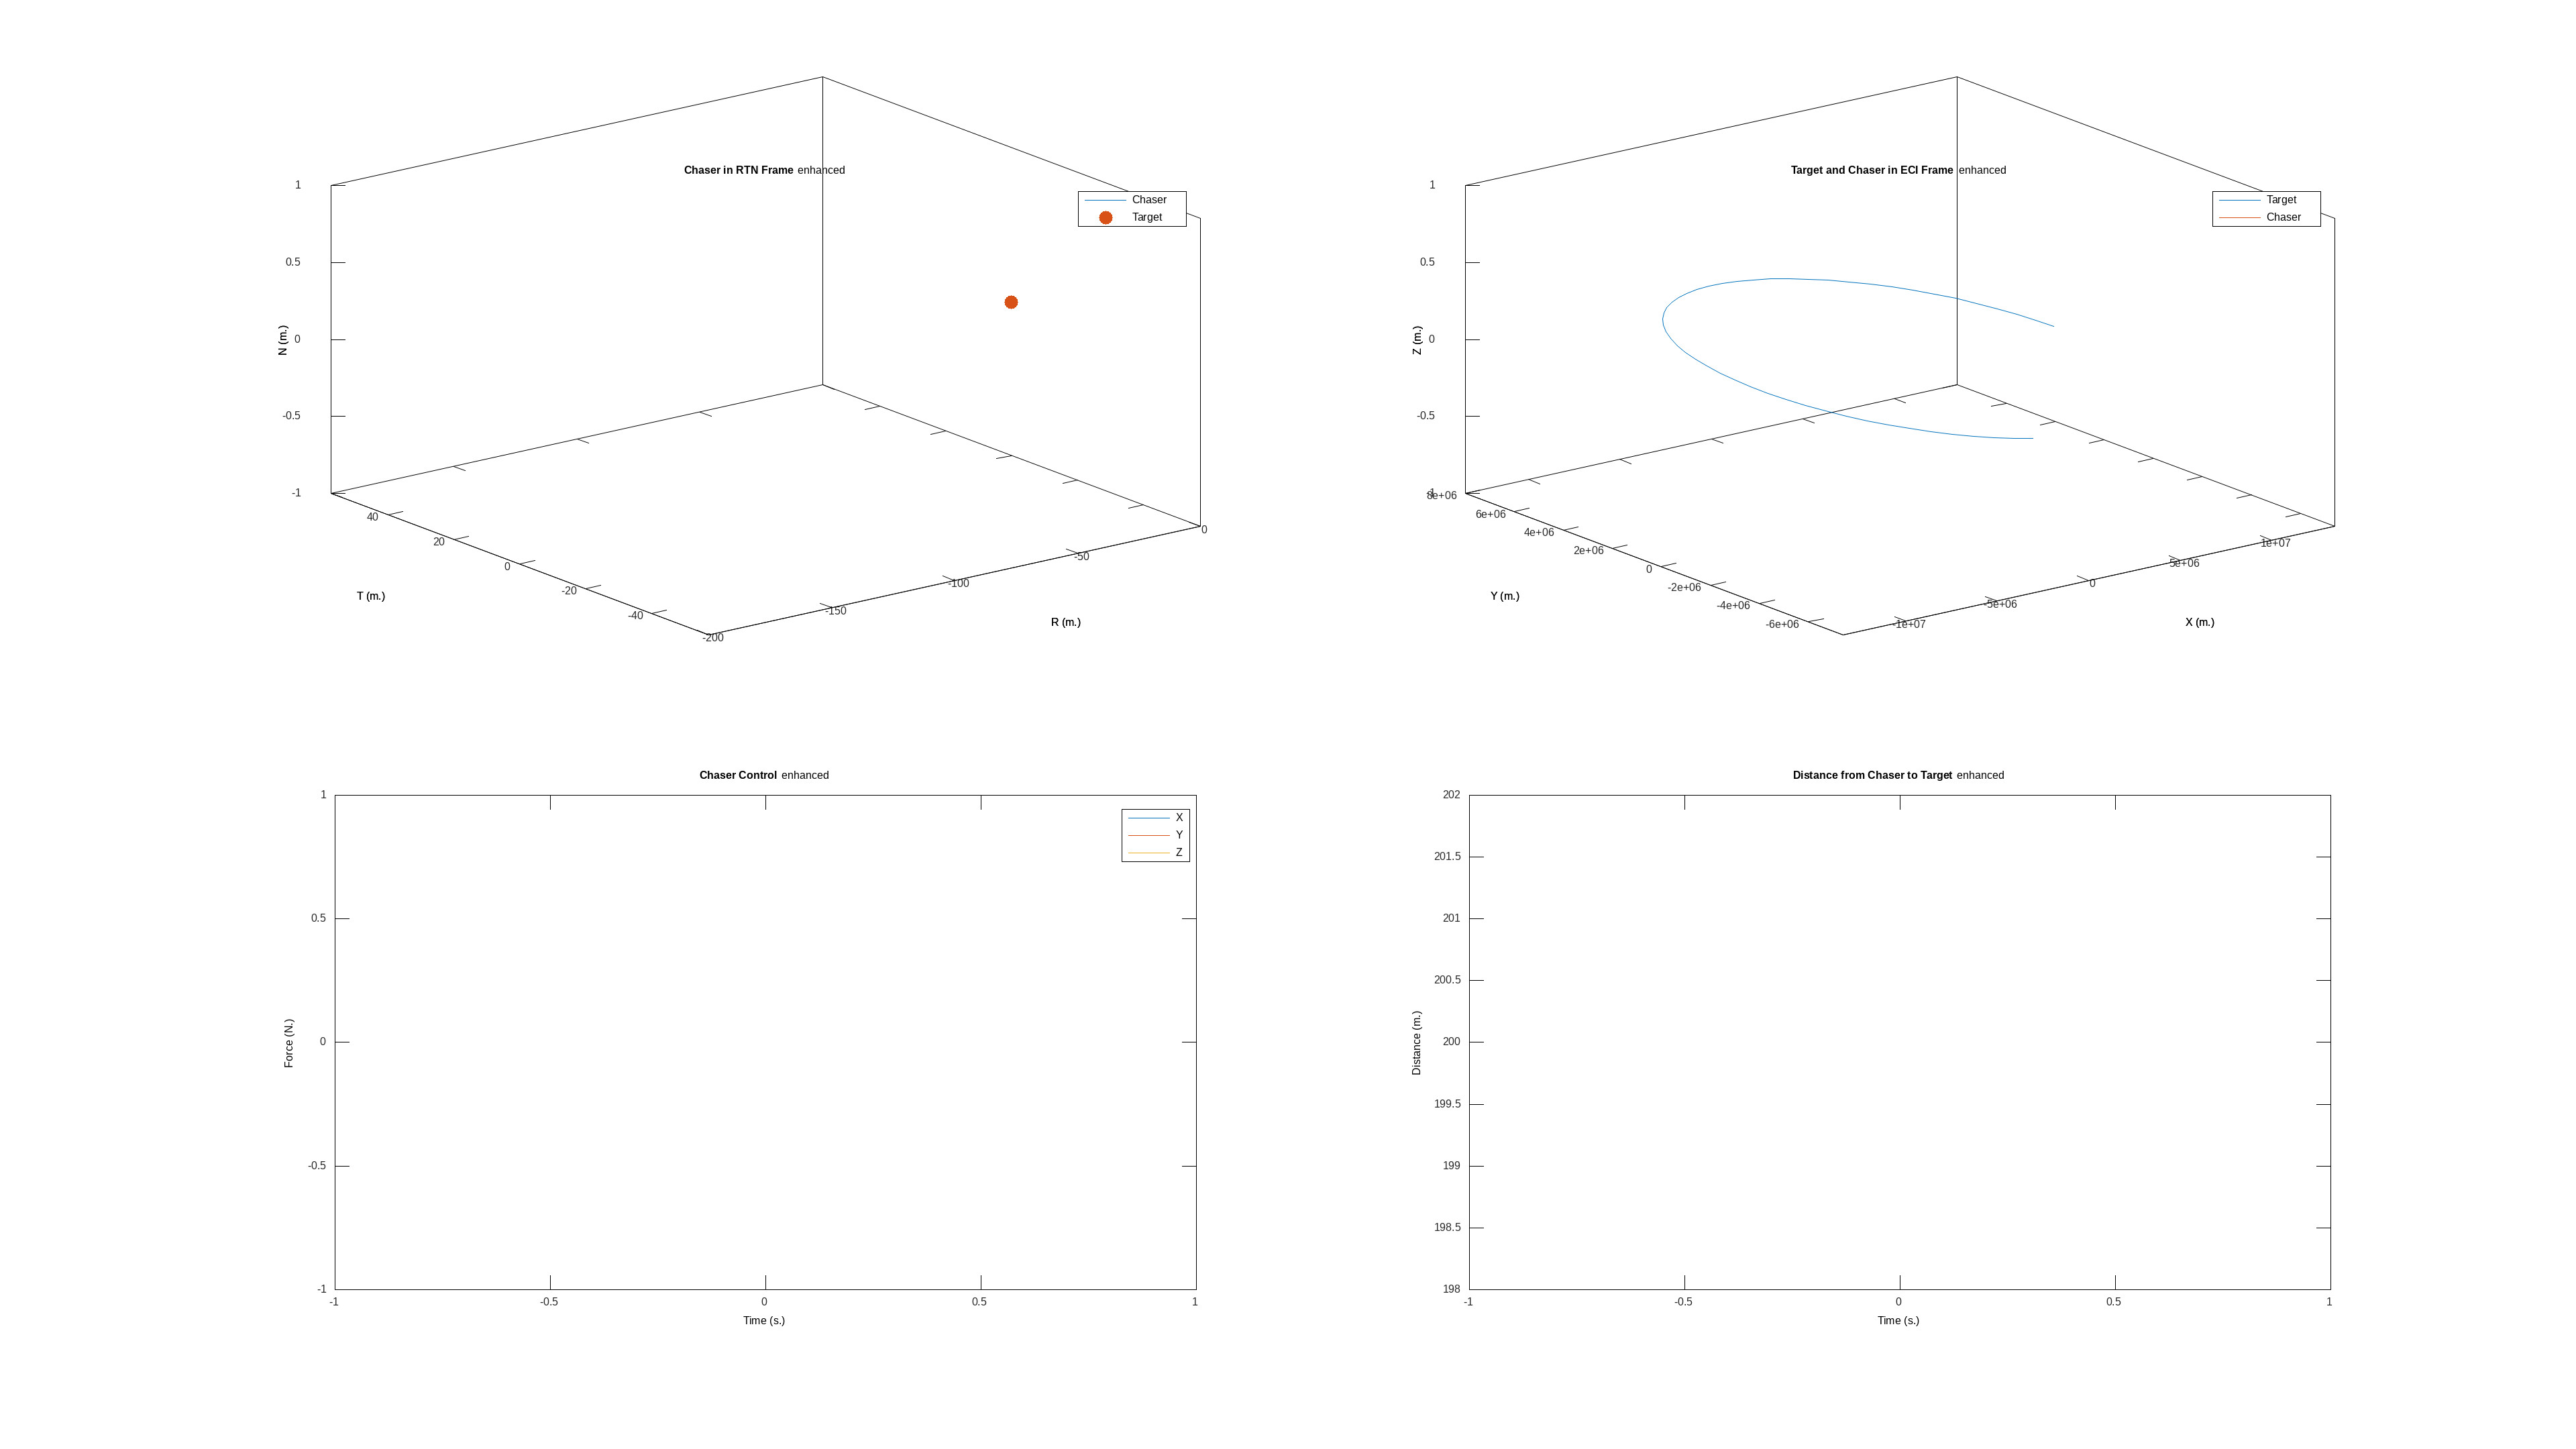 Chaser in RTN Frame enhanced
Chaser
Target
1
0.5
0
-0.5
-1
N (m.)
40
20
0
-20
-40
T (m.)
-200
-150
-100
-50
0
R (m.)
Target and Chaser in ECI Frame enhanced
Target
Chaser
1
0.5
0
-0.5
-1
Z (m.)
8e+06
6e+06
4e+06
2e+06
0
-2e+06
-4e+06
-6e+06
Y (m.)
-1e+07
-5e+06
0
5e+06
1e+07
X (m.)
Chaser Control enhanced
X
Y
Z
1
0.5
0
-0.5
-1
Force (N.)
-1
-0.5
0
0.5
1
Time (s.)
Distance from Chaser to Target enhanced
202
201.5
201
200.5
200
199.5
199
198.5
198
Distance (m.)
-1
-0.5
0
0.5
1
Time (s.)